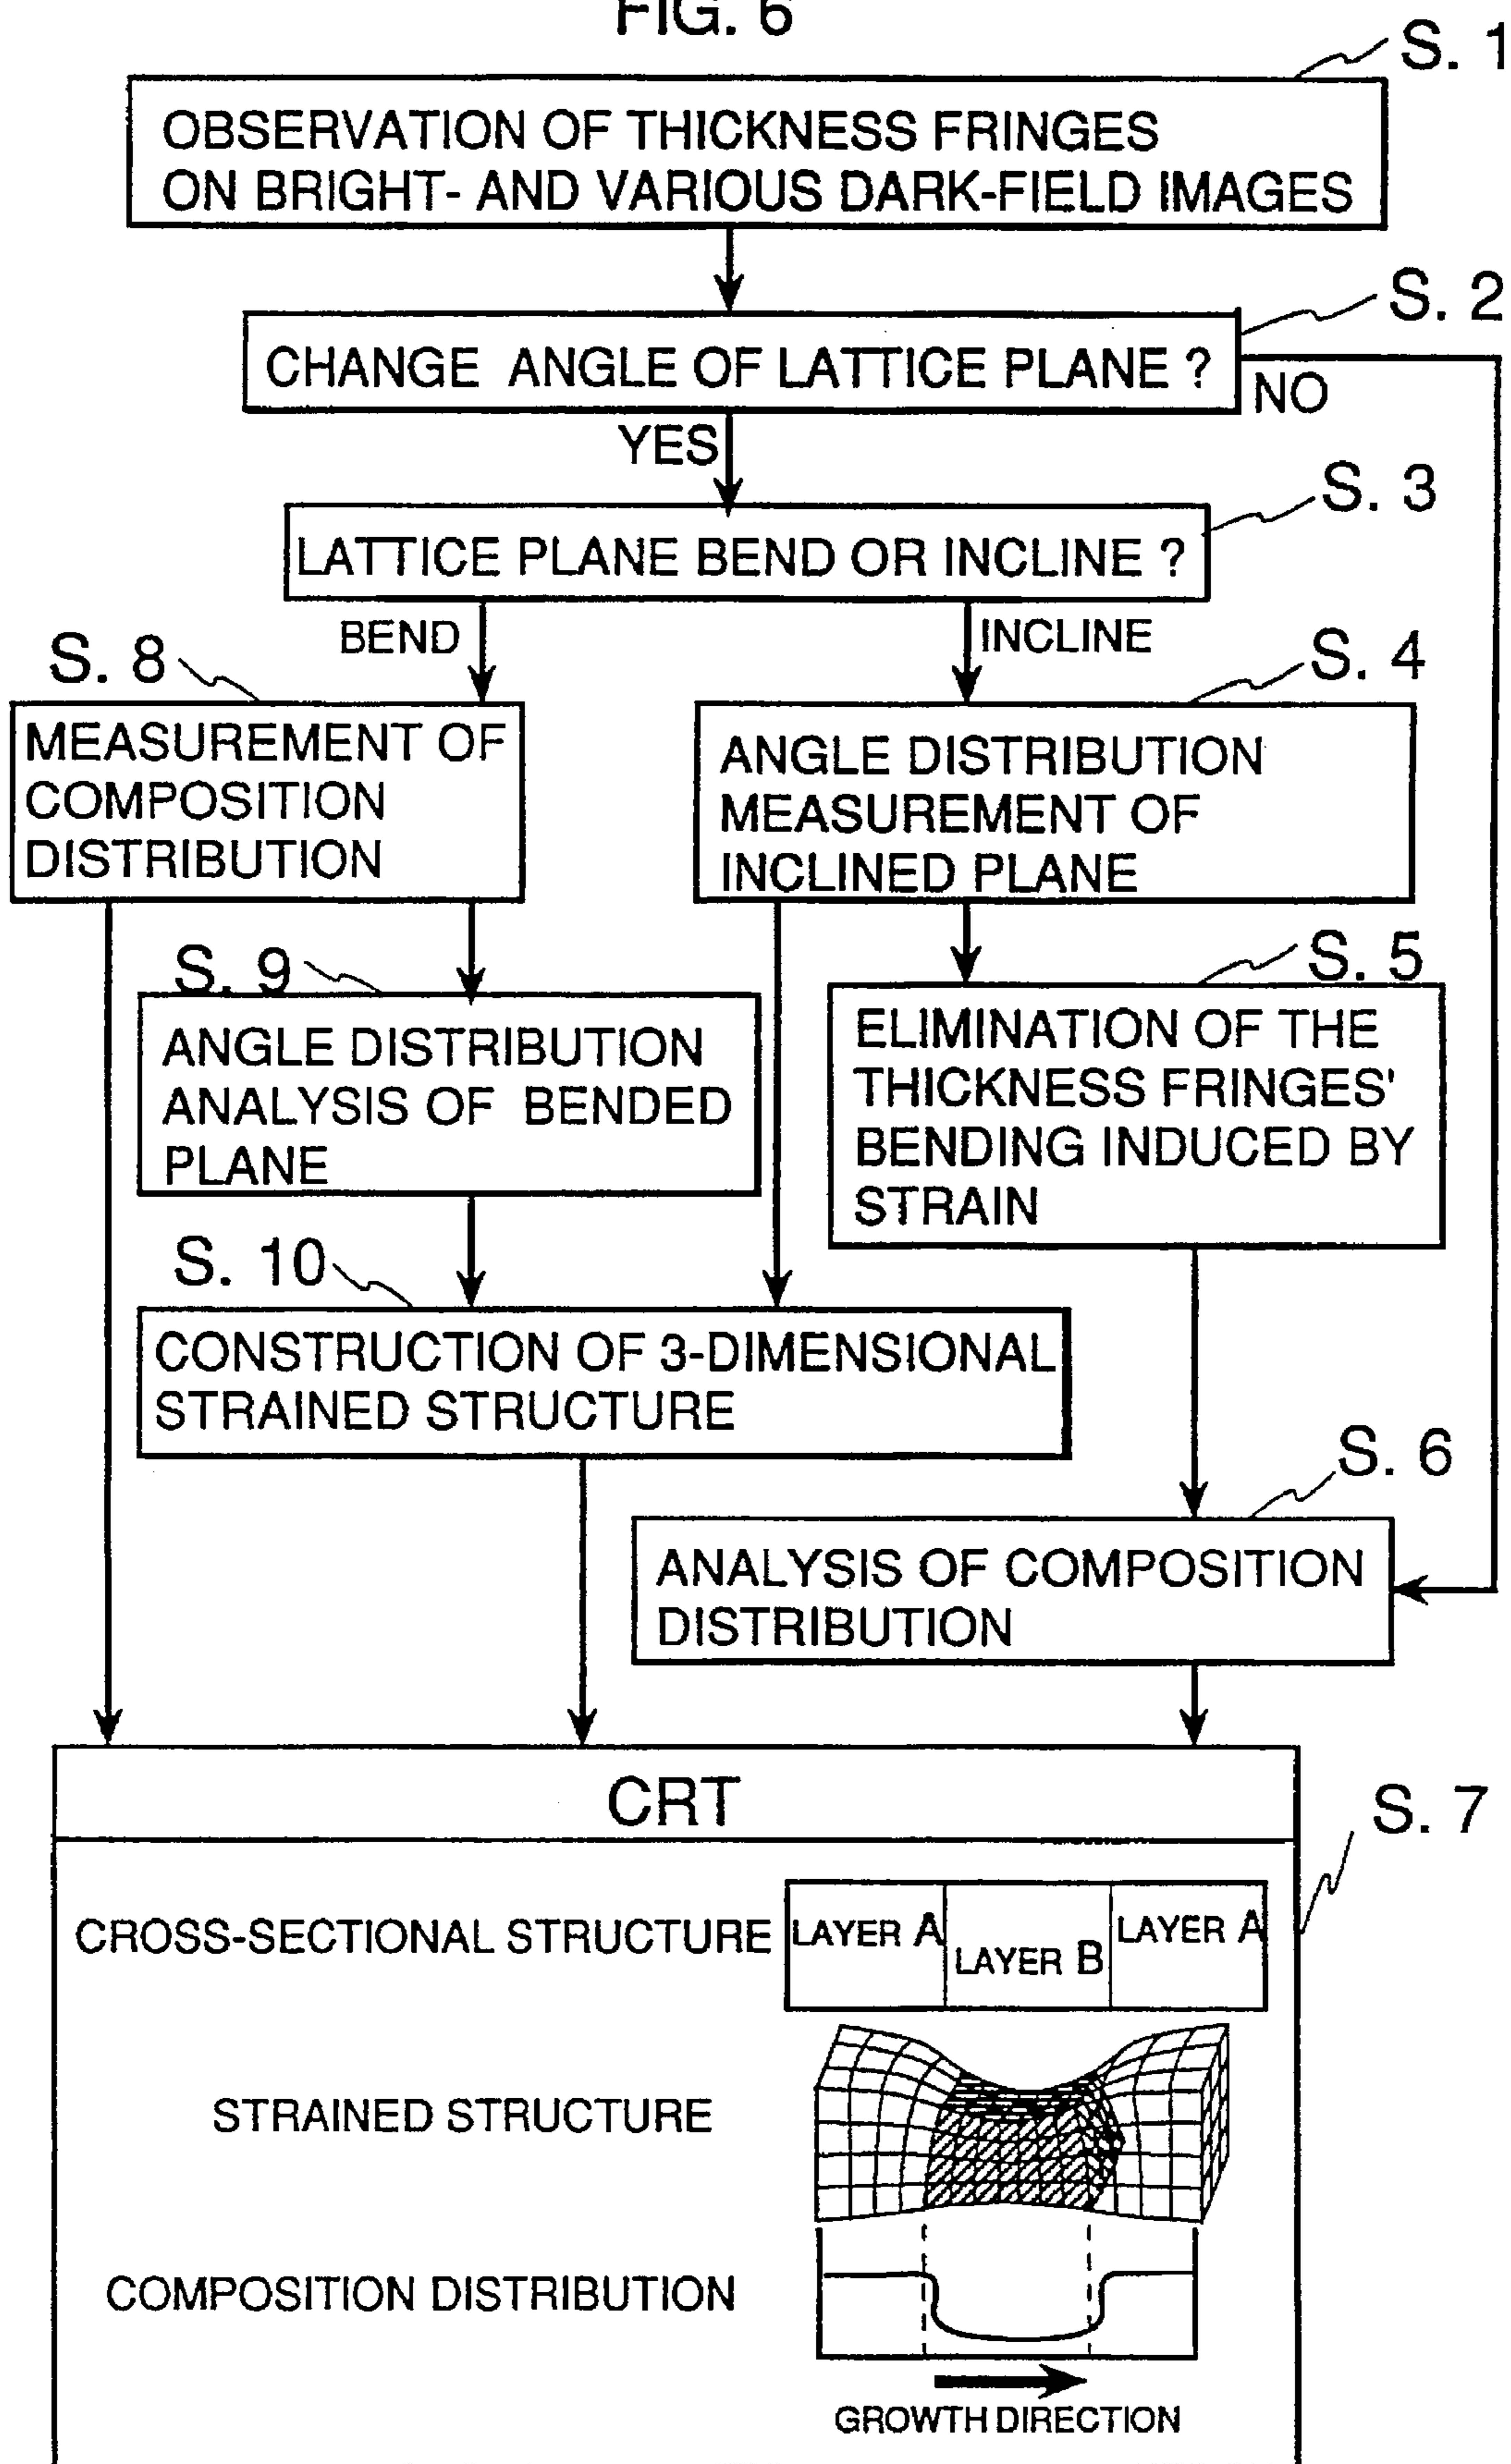 FIG. 6
S. 1
OBSERVATION OF THICKNESS FRINGES
ON BRIGHT- AND VARIOUS DARK-FIELD IMAGES
S. 2
CHANGE ANGLE OF LATTICE PLANE ?
NO
YES
S. 3
LATTICE PLANE BEND OR INCLINE ?
BEND
INCLINE
S. 8
MEASUREMENT OF
COMPOSITION
DISTRIBUTION
S. 4
ANGLE DISTRIBUTION
MEASUREMENT OF
INCLINED PLANE
S. 9
ANGLE DISTRIBUTION
ANALYSIS OF BENDED
PLANE
S. 5
ELIMINATION OF THE
THICKNESS FRINGES'
BENDING INDUCED BY
STRAIN
S. 10
CONSTRUCTION OF 3-DIMENSIONAL
STRAINED STRUCTURE
S. 6
ANALYSIS OF COMPOSITION
DISTRIBUTION
CRT
S. 7
CROSS-SECTIONAL STRUCTURE
LAYER A
LAYER B
LAYER A
STRAINED STRUCTURE
COMPOSITION DISTRIBUTION
GROWTH DIRECTION